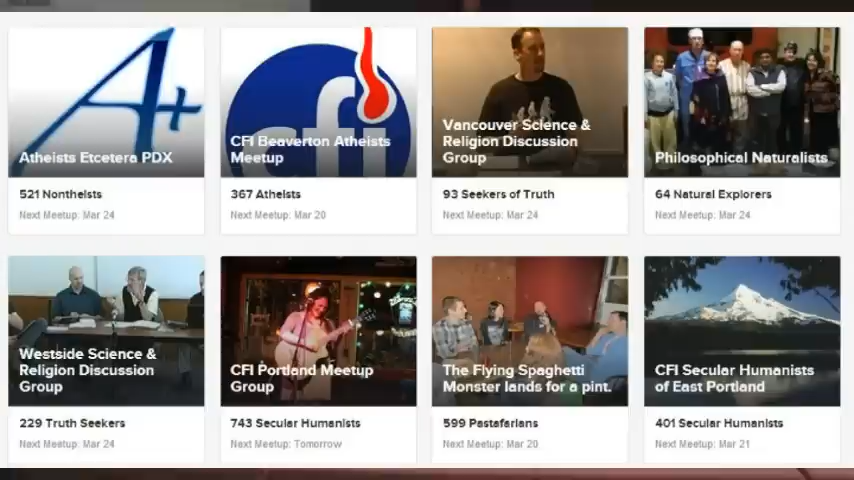 A+
Atheists Etcetera PDX
521 Nontheists
Next Meetup: Mar 24
cfi
CFI Beaverton Atheists
Meetup
367 Atheists
Next Meetup: Mar 20
Vancouver Science &
Religion Discussion
Group
93 Seekers of Truth
Next Meetup: Mar 24
Philosophical Naturalists
64 Natural Explorers
Next Meetup: Mar 24
Westside Science &
Religion Discussion
Group
229 Truth Seekers
Next Meetup: Mar 24
CFI Portland Meetup
Group
743 Secular Humanists
Next Meetup: Tomorrow
The Flying Spaghetti
Monster lands for a pint.
599 Pastafarians
Next Meetup: Mar 20
CFI Secular Humanists
of East Portland
401 Secular Humanists
Next Meetup: Mar 21